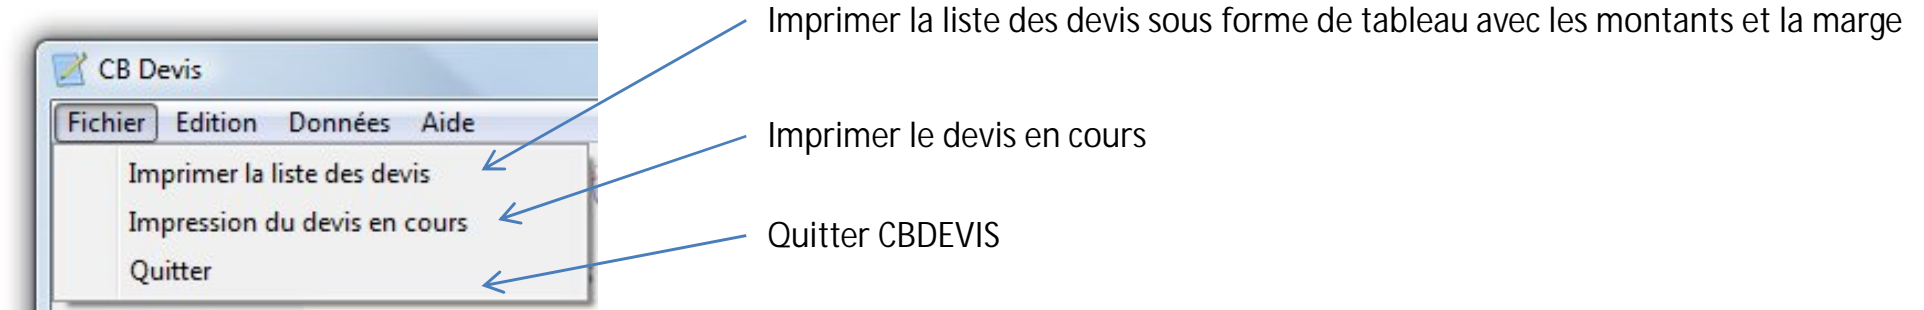 Imprimer la liste des devis sous forme de tableau avec les montants et la marge
CB Devis
Fichier Edition Données Aide
Imprimer le devis en cours
Imprimer la liste des devis
Impression du devis en cours
Quitter CBDEVIS
Quitter